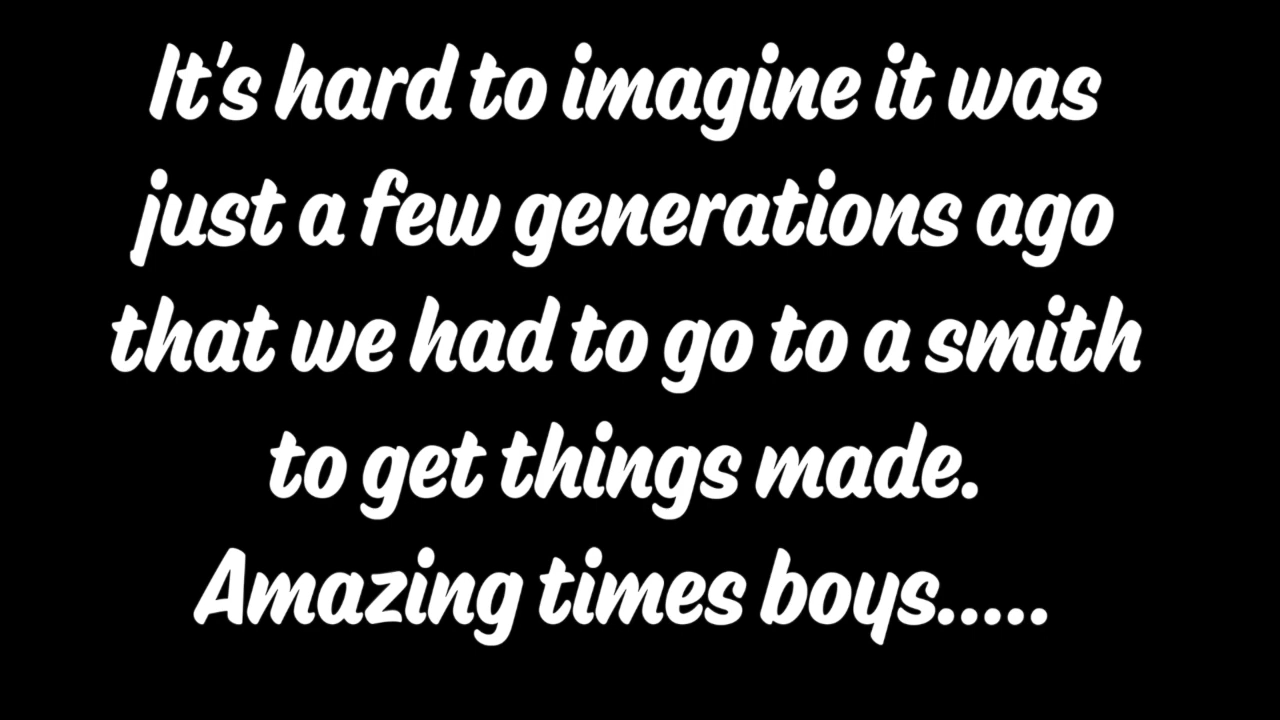 It's hard to imagine it was
just a few generations ago
that we had to go to a smith
to get things made.
Amazing times boys.....